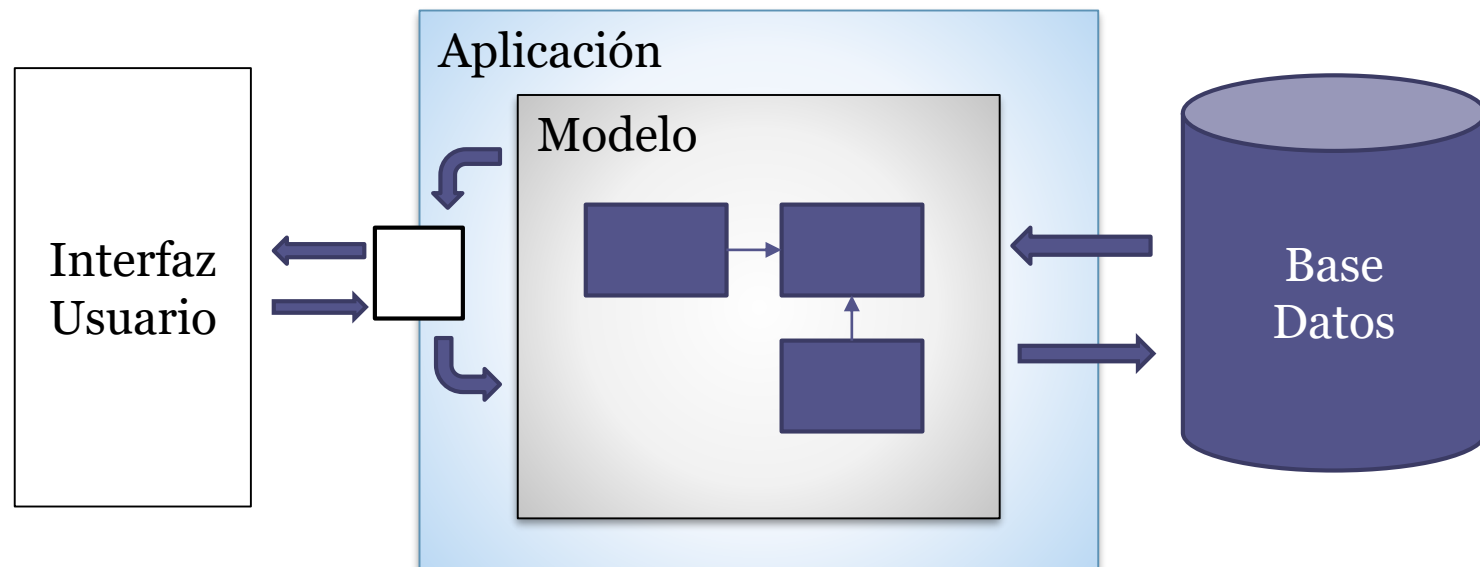 Aplicación
Modelo
Interfaz
Usuario
Base
Datos